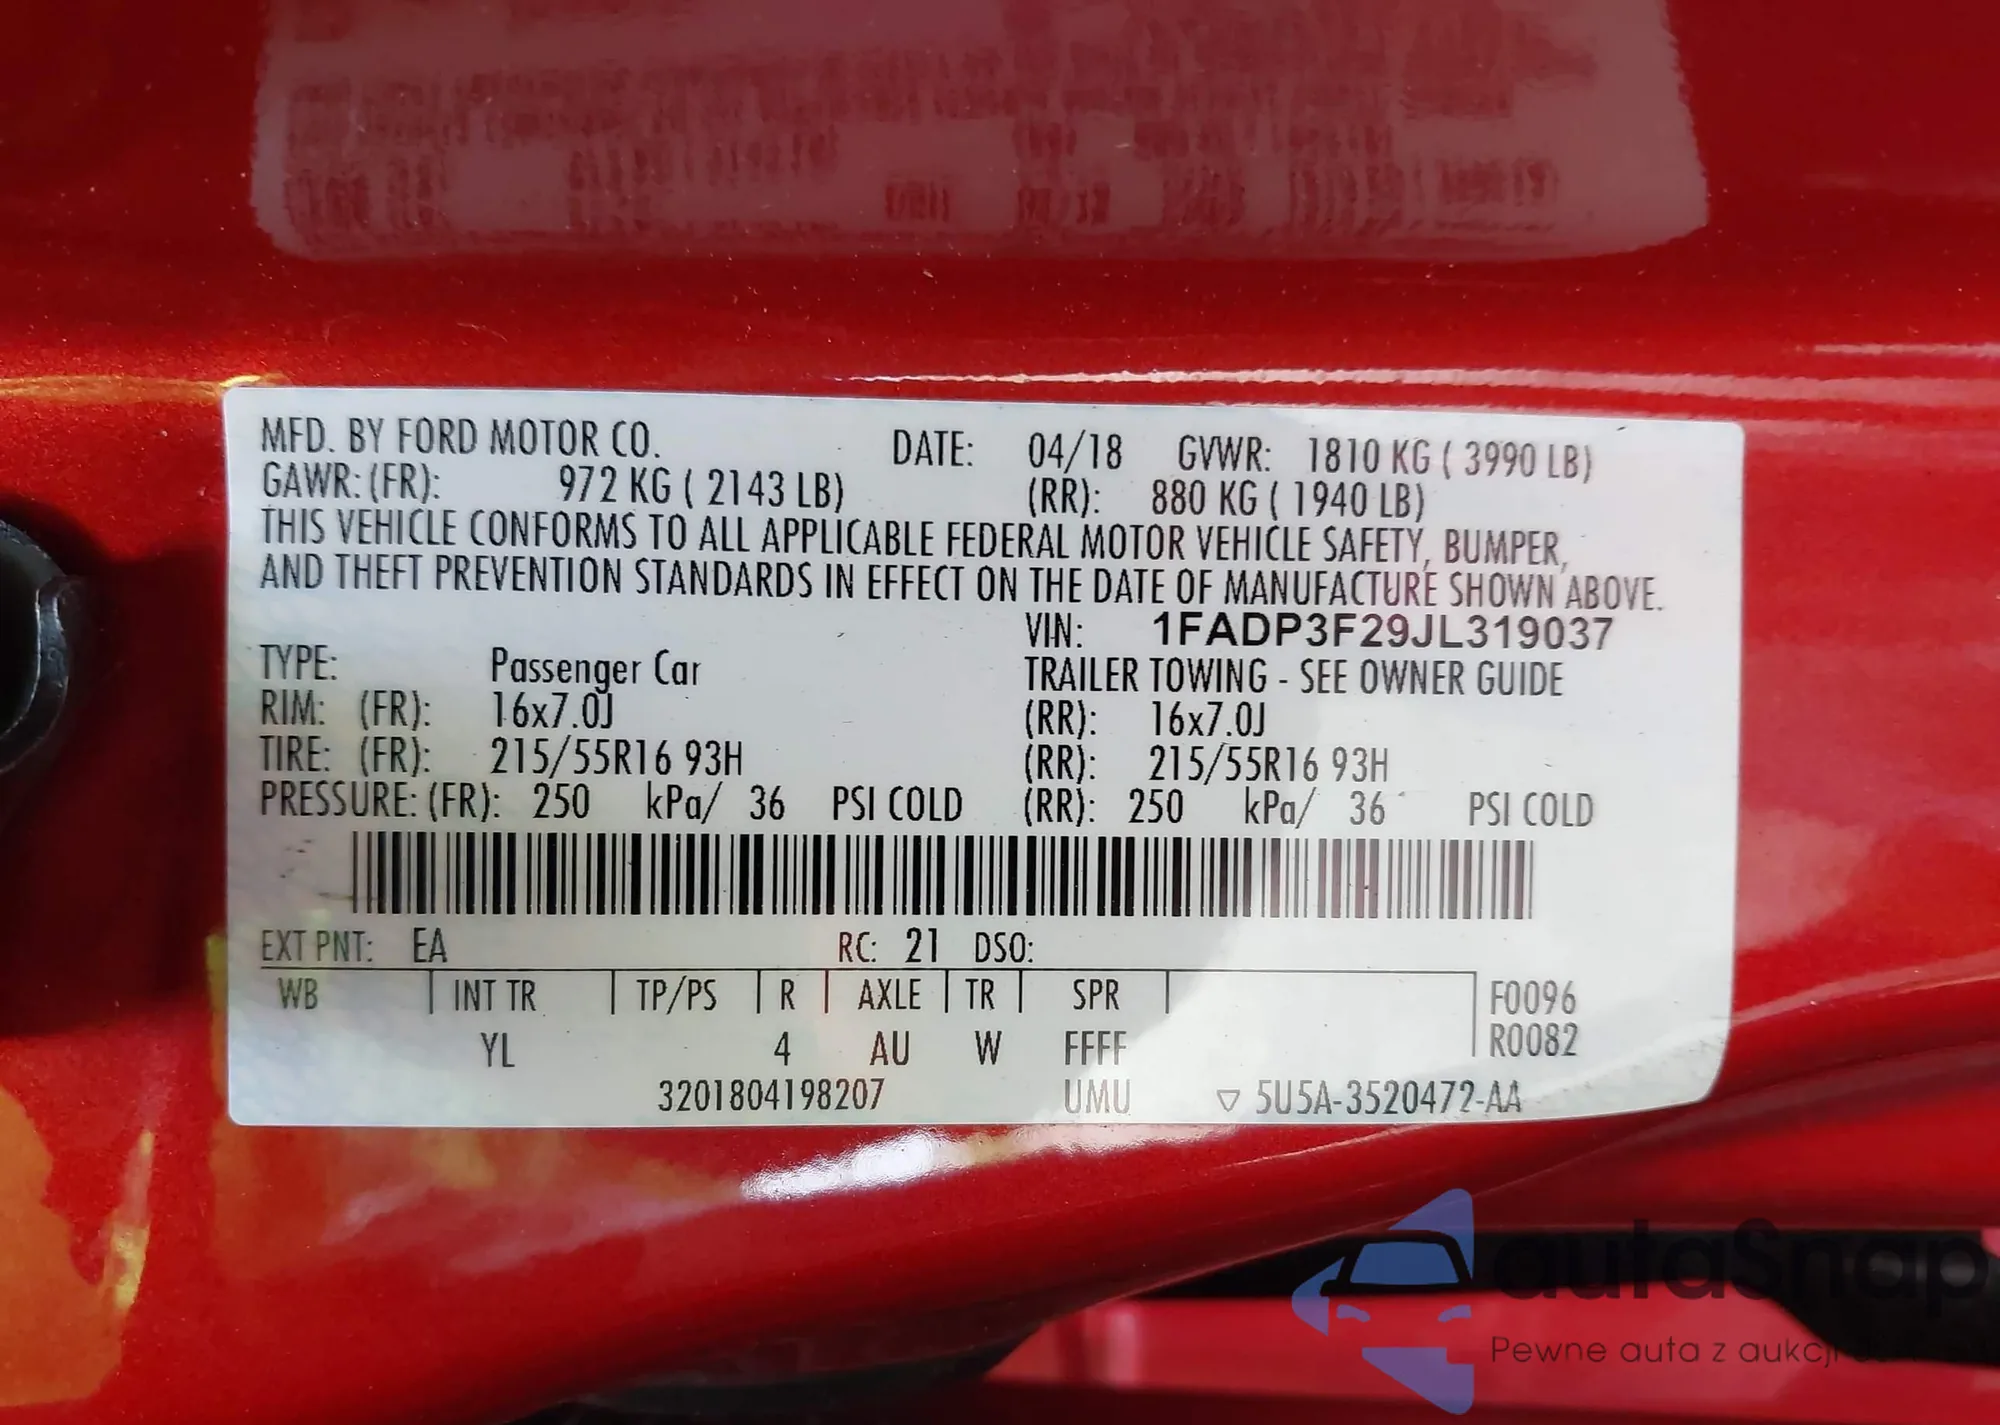 MFD. BY FORD MOTOR CO. DATE: 04/18 GVWR: 1810 KG ( 3990 LB)
GAWR: (FR): 972 KG ( 2143 LB) (RR): 880 KG ( 1940 LB)
THIS VEHICLE CONFORMS TO ALL APPLICABLE FEDERAL MOTOR VEHICLE SAFETY, BUMPER,
AND THEFT PREVENTION STANDARDS IN EFFECT ON THE DATE OF MANUFACTURE SHOWN ABOVE.
VIN: 1FADP3F29JL319037
TYPE: Passenger Car TRAILER TOWING - SEE OWNER GUIDE
RIM: (FR): 16x7.0J (RR): 16x7.0J
TIRE: (FR): 215/55R16 93H (RR): 215/55R16 93H
PRESSURE: (FR): 250 kPa/ 36 PSI COLD (RR): 250 kPa/ 36 PSI COLD
EXT PNT: EA RC: 21 DSO:
WB INT TR TP/PS R AXLE TR SPR F0096
YL 4 AU W FFFF R0082
3201804198207 UMU ▽ 5U5A-3520472-AA
autaSnap
Pewne auta z aukcji